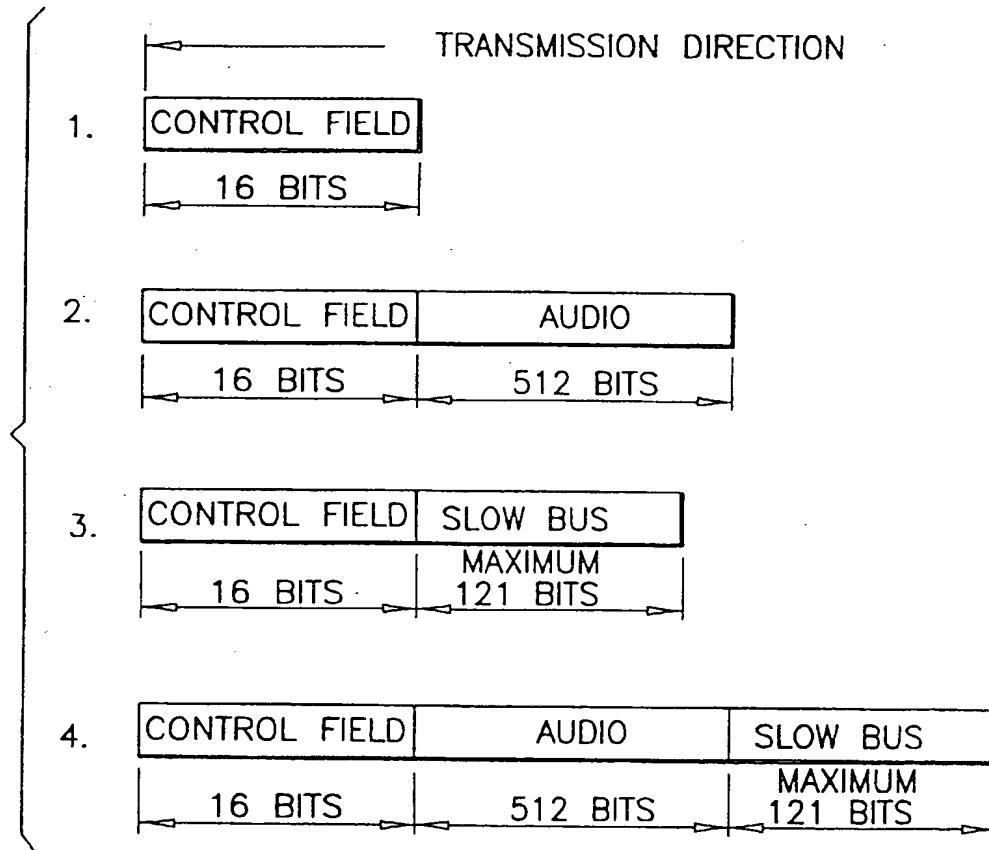 TRANSMISSION DIRECTION
1.
CONTROL FIELD
16 BITS
2.
CONTROL FIELD AUDIO
16 BITS 512 BITS
3.
CONTROL FIELD SLOW BUS
16 BITS MAXIMUM
121 BITS
4.
CONTROL FIELD AUDIO SLOW BUS
16 BITS 512 BITS MAXIMUM
121 BITS